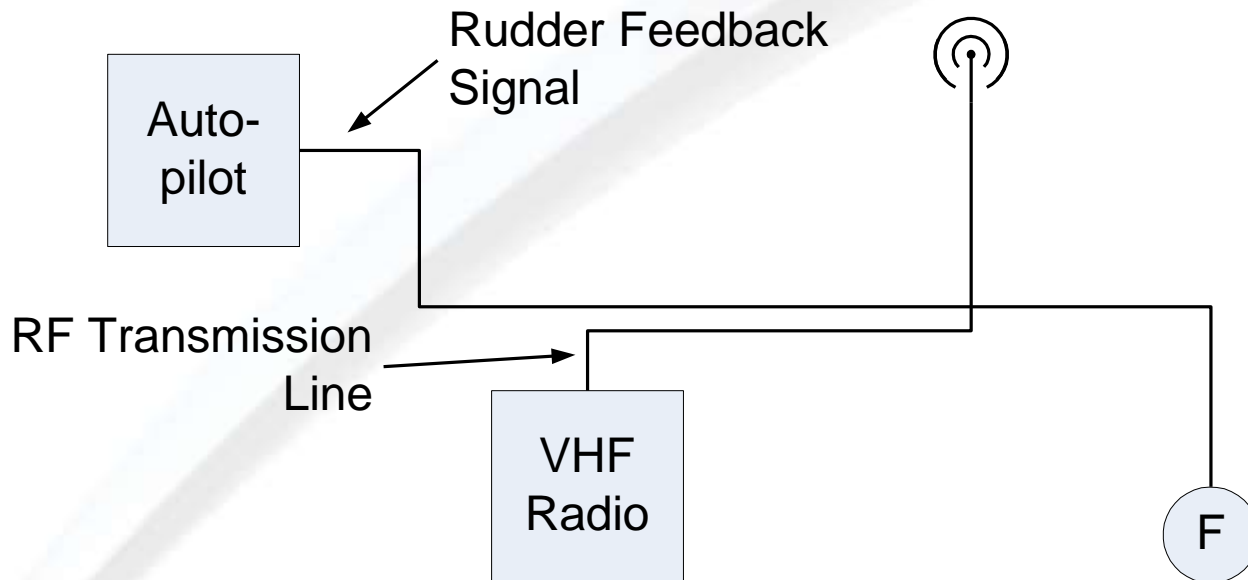 Rudder Feedback
Signal
Auto-
pilot
RF Transmission
Line
VHF
Radio
F